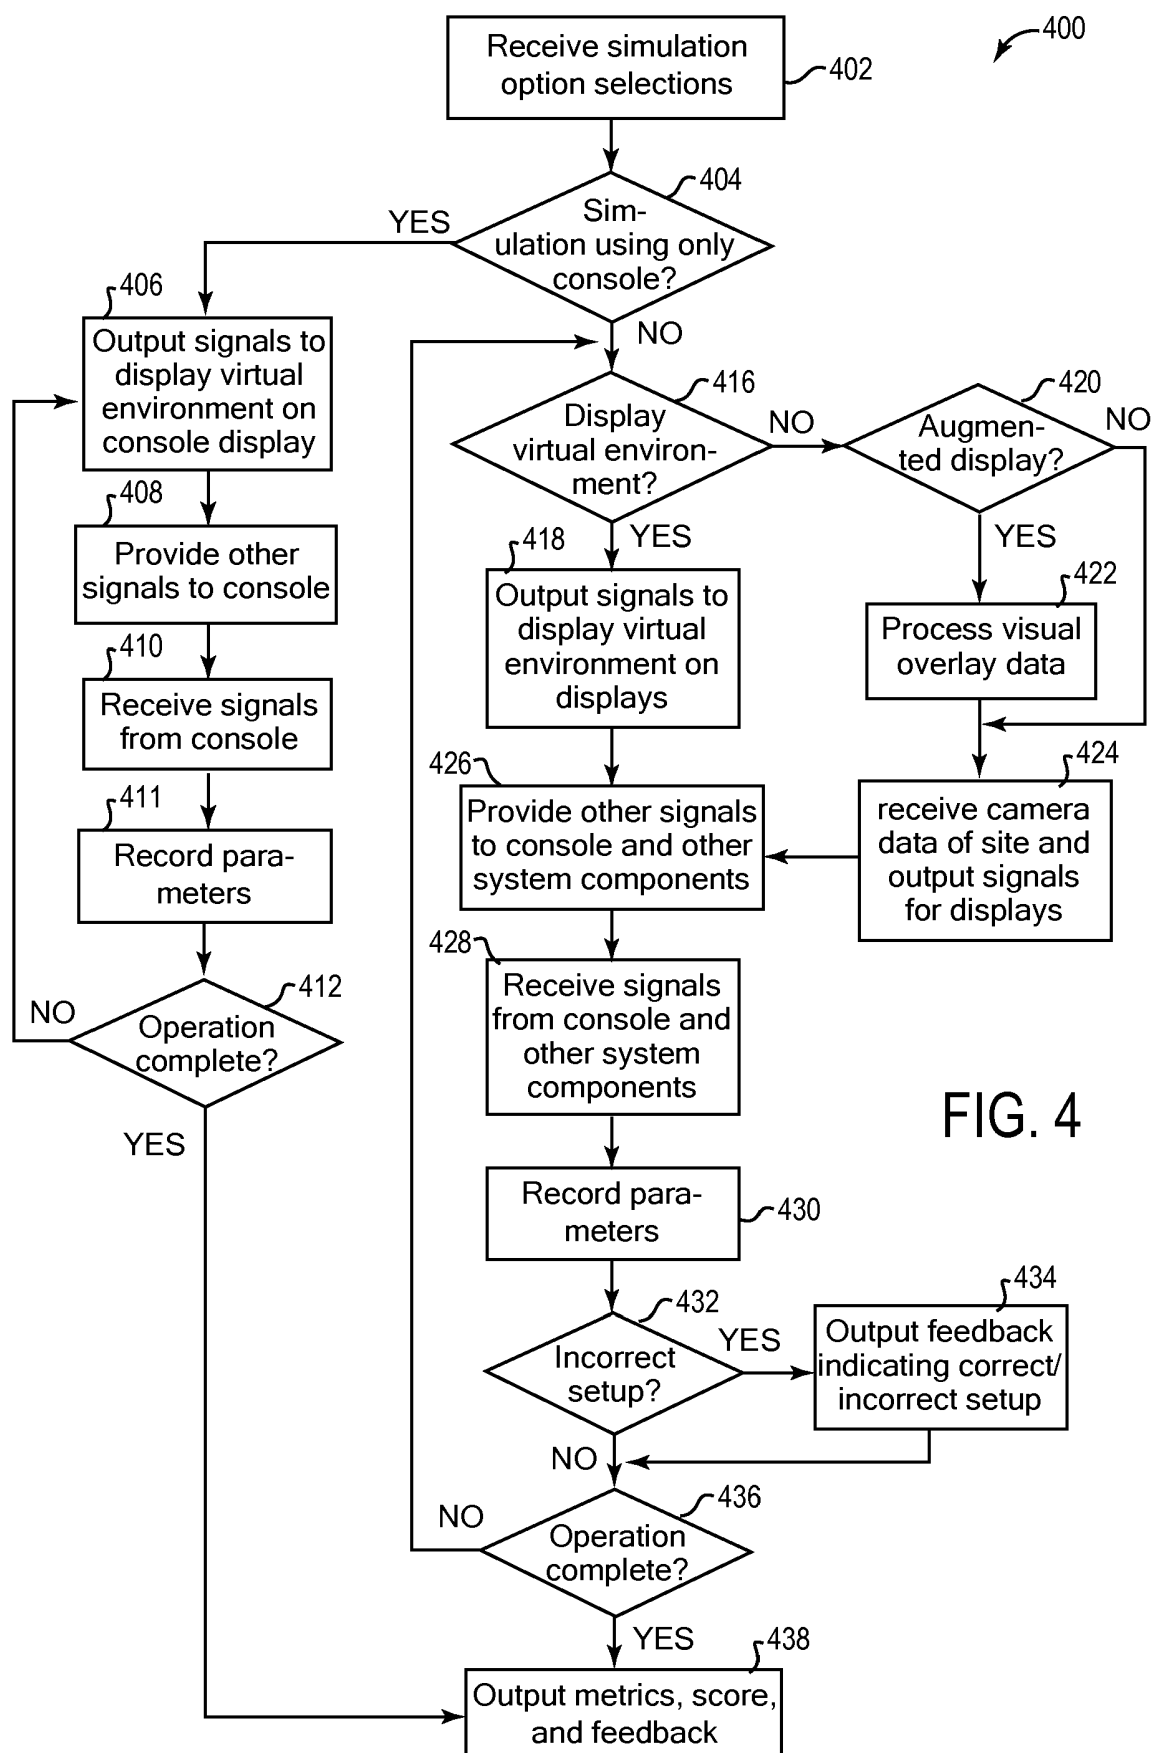 400
Receive simulation
option selections
402
404
Sim-
ulation using only
console?
YES
NO
406
Output signals to
display virtual
environment on
console display
408
Provide other
signals to console
410
Receive signals
from console
411
Record para-
meters
412
Operation
complete?
NO
YES
416
Display
virtual environ-
ment?
NO
YES
420
Augmen-
ted display?
NO
YES
418
Output signals to
display virtual
environment on
displays
422
Process visual
overlay data
424
receive camera
data of site and
output signals
for displays
426
Provide other signals
to console and other
system components
428
Receive signals
from console and
other system
components
FIG. 4
Record para-
meters
430
432
Incorrect
setup?
YES
NO
434
Output feedback
indicating correct/
incorrect setup
436
Operation
complete?
NO
YES
438
Output metrics, score,
and feedback